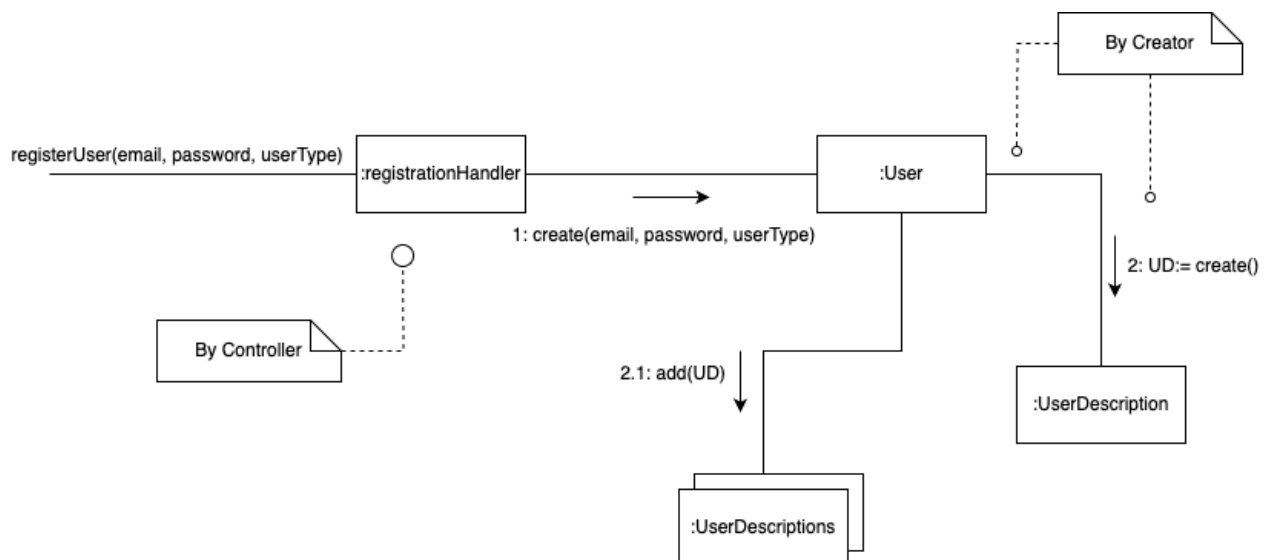 By Creator
registerUser(email, password, userType)
:registrationHandler
:User
1: create(email, password, userType)
2: UD:= create()
By Controller
2.1: add(UD)
:UserDescription
:UserDescriptions